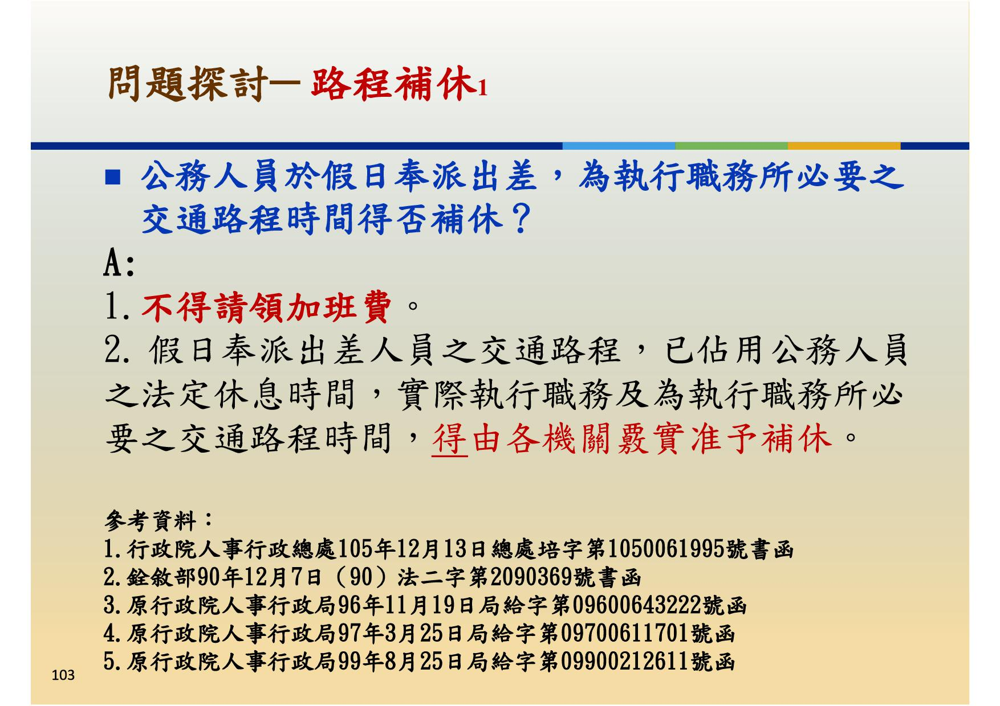 問題探討─ 路程補休1
■ 公務人員於假日奉派出差，為執行職務所必要之
交通路程時間得否補休？
A:
1.不得請領加班費。
2. 假日奉派出差人員之交通路程，已佔用公務人員
之法定休息時間，實際執行職務及為執行職務所必
要之交通路程時間，得由各機關覈實准予補休。
參考資料：
1.行政院人事行政總處105年12月13日總處培字第1050061995號書函
2.銓敘部90年12月7日（90）法二字第2090369號書函
3.原行政院人事行政局96年11月19日局給字第09600643222號函
4.原行政院人事行政局97年3月25日局給字第09700611701號函
5.原行政院人事行政局99年8月25日局給字第09900212611號函
103